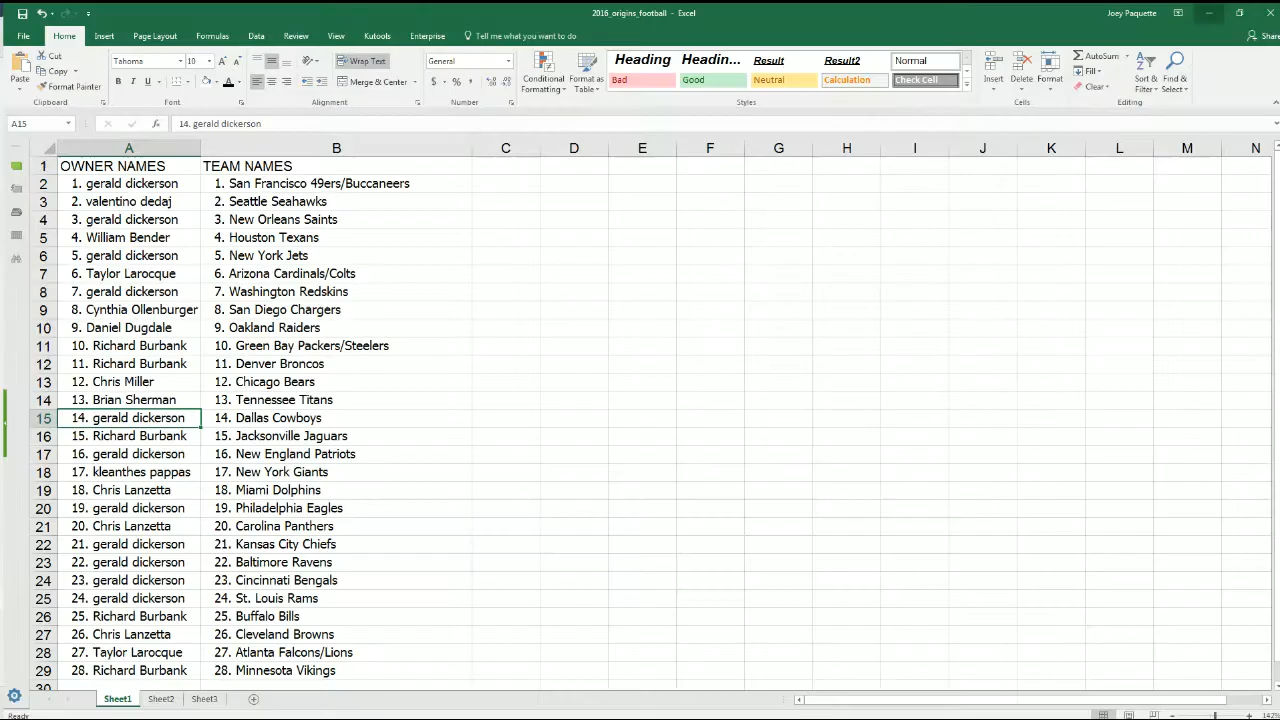 2016_origins_football - Excel
Joey Paquette
File Home Insert Page Layout Formulas Data Review View Kutools Enterprise Tell me what you want to do Share
Paste Cut Copy Format Painter
Tahoma 10
Wrap Text
Merge & Center
General
Conditional Formatting Format as Table
Heading Headin... Result Result2 Normal
Bad Good Neutral Calculation Check Cell
Insert Delete Format
AutoSum Fill Clear
Sort & Filter Find & Select
Clipboard Font Alignment Number Styles Cells Editing
A15 fx 14. gerald dickerson
A B C D E F G H I J K L M N
1 OWNER NAMES TEAM NAMES
2 1. gerald dickerson 1. San Francisco 49ers/Buccaneers
3 2. valentino dedaj 2. Seattle Seahawks
4 3. gerald dickerson 3. New Orleans Saints
5 4. William Bender 4. Houston Texans
6 5. gerald dickerson 5. New York Jets
7 6. Taylor Larocque 6. Arizona Cardinals/Colts
8 7. gerald dickerson 7. Washington Redskins
9 8. Cynthia Ollenburger 8. San Diego Chargers
10 9. Daniel Dugdale 9. Oakland Raiders
11 10. Richard Burbank 10. Green Bay Packers/Steelers
12 11. Richard Burbank 11. Denver Broncos
13 12. Chris Miller 12. Chicago Bears
14 13. Brian Sherman 13. Tennessee Titans
15 14. gerald dickerson 14. Dallas Cowboys
16 15. Richard Burbank 15. Jacksonville Jaguars
17 16. gerald dickerson 16. New England Patriots
18 17. kleanthes pappas 17. New York Giants
19 18. Chris Lanzetta 18. Miami Dolphins
20 19. gerald dickerson 19. Philadelphia Eagles
21 20. Chris Lanzetta 20. Carolina Panthers
22 21. gerald dickerson 21. Kansas City Chiefs
23 22. gerald dickerson 22. Baltimore Ravens
24 23. gerald dickerson 23. Cincinnati Bengals
25 24. gerald dickerson 24. St. Louis Rams
26 25. Richard Burbank 25. Buffalo Bills
27 26. Chris Lanzetta 26. Cleveland Browns
28 27. Taylor Larocque 27. Atlanta Falcons/Lions
29 28. Richard Burbank 28. Minnesota Vikings
30
Sheet1 Sheet2 Sheet3
Ready 142%